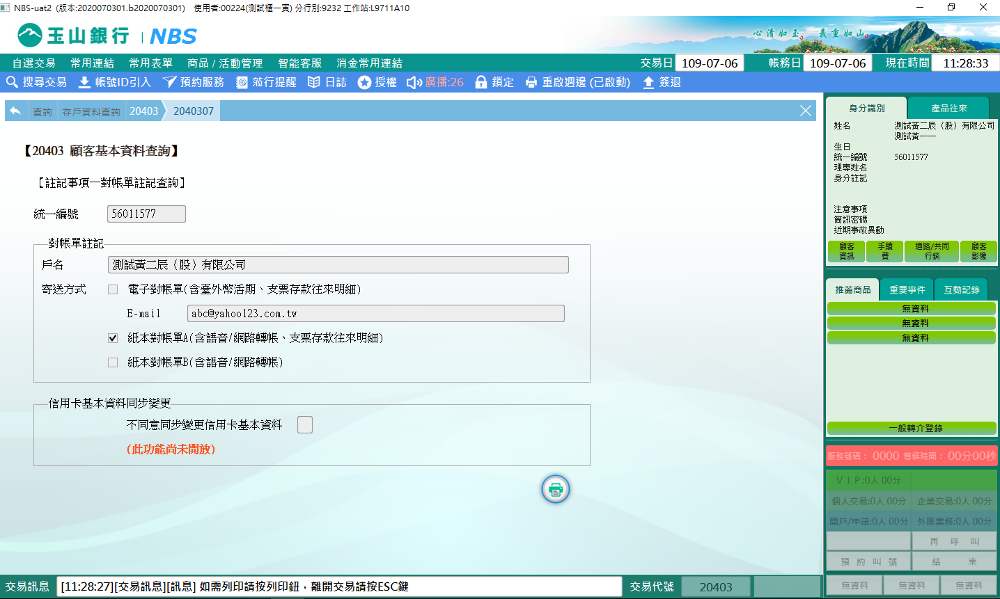 NBS-uat2 (版本:2020070301.b2020070301) 使用者:00224(測試櫃一寅) 分行別:9232 工作站:L9711A10
玉山銀行 | NBS
心清如玉。義重如山。
自選交易 常用連結 常用表單 商品 / 活動管理 智能客服 消金常用連結 交易日 109-07-06 帳務日 109-07-06 現在時間 11:28:33
搜尋交易 帳號ID引入 預約服務 蒞行提醒 日誌 授權 廣播:26 鎖定 重啟週邊 (已啟動) 簽退
查詢 存戶資料查詢 20403 2040307
【20403 顧客基本資料查詢】
【註記事項—對帳單註記查詢】
統一編號 56011577
對帳單註記
戶名 測試黃二辰（股）有限公司
寄送方式 電子對帳單(含臺外幣活期、支票存款往來明細)
E-mail abc@yahoo123.com.tw
紙本對帳單A(含語音/網路轉帳、支票存款往來明細)
紙本對帳單B(含語音/網路轉帳)
信用卡基本資料同步變更
不同意同步變更信用卡基本資料
(此功能尚未開放)
身分識別 產品往來
姓名 測試黃二辰（股）有限公司
測試黃一一
生日
統一編號 56011577
理專姓名
身分註記
注意事項
簡訊密碼
近期事故異動
顧客資訊 手續費 通路/共同行銷 顧客影像
推薦商品 重要事件 互動記錄
無資料
無資料
無資料
一般轉介登錄
服務號碼： 0000 等候時間： 00分00秒
ＶＩＰ:0人 00分
個人交易:0人 00分 企業交易:0人 00分
開戶/申請:0人 00分 外匯業務:0人 00分
再 呼 叫
預 約 叫 號 結 束
無資料 無資料 無資料
交易訊息 [11:28:27][交易訊息][訊息] 如需列印請按列印鈕，離開交易請按ESC鍵 交易代號 20403